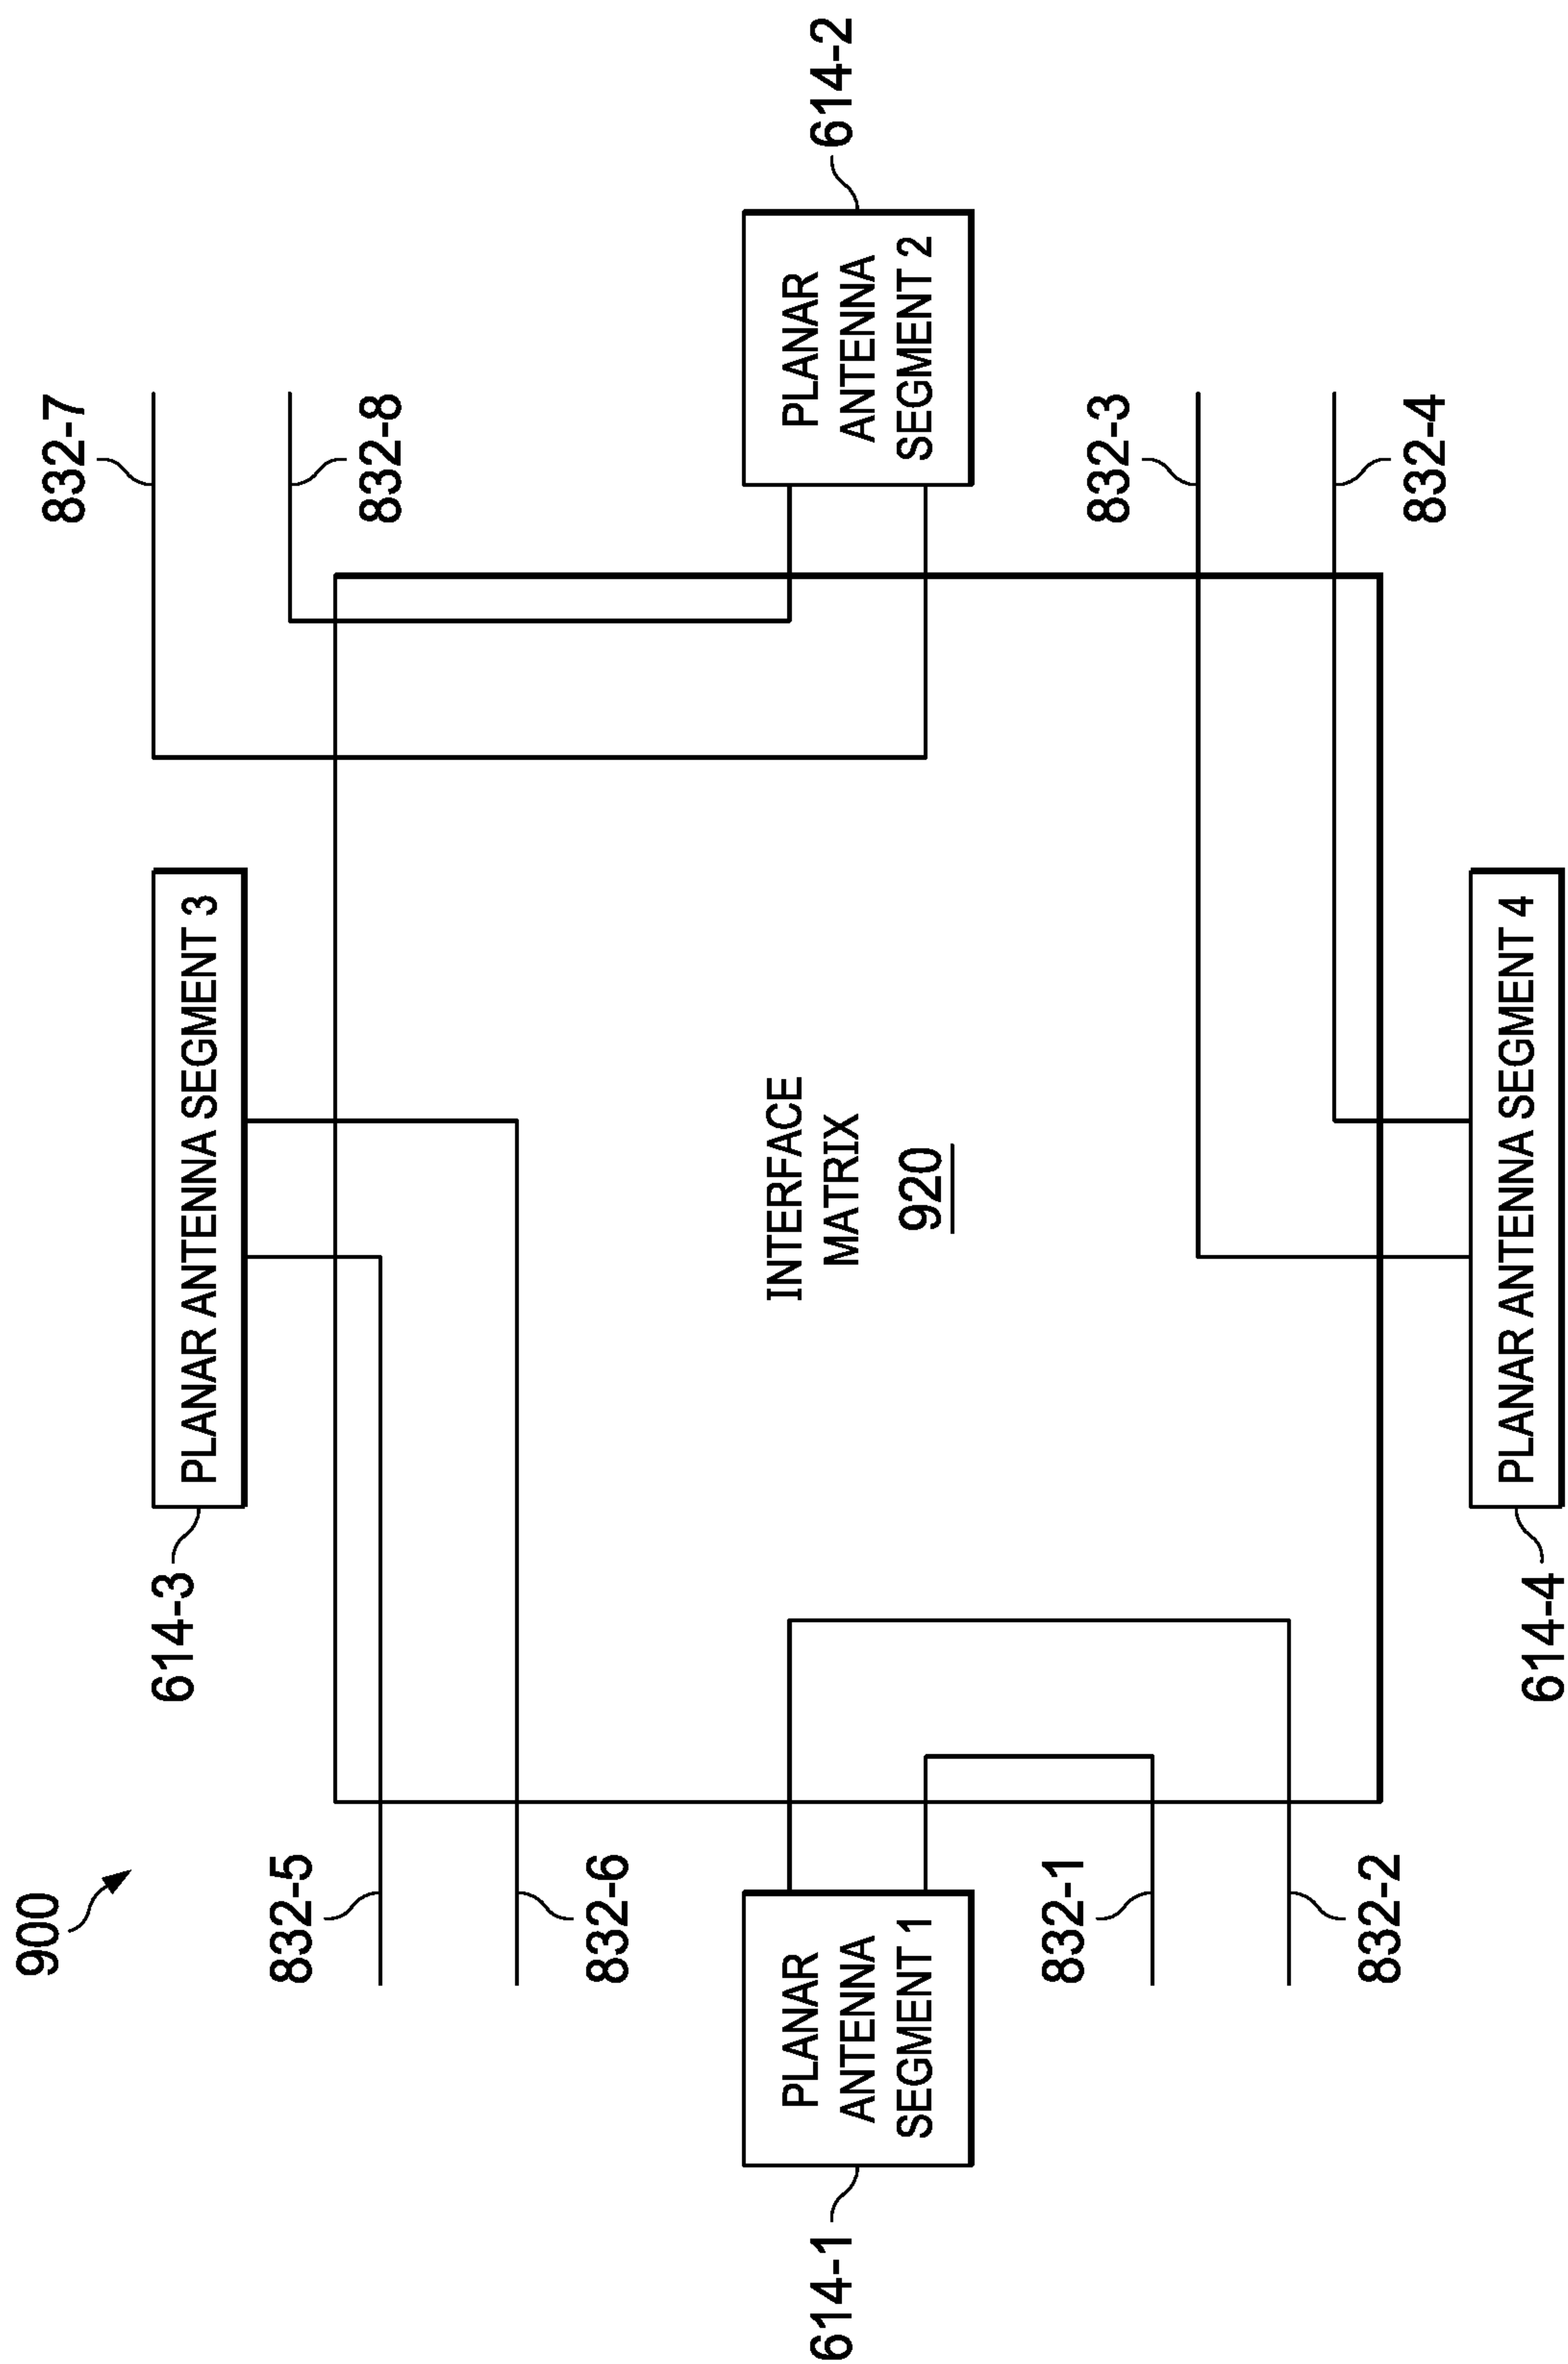 900
614-3
PLANAR ANTENNA SEGMENT 3
832-7
832-5
832-8
832-6
614-1
PLANAR
ANTENNA
SEGMENT 1
INTERFACE
MATRIX
920
PLANAR
ANTENNA
SEGMENT 2
614-2
832-1
832-3
832-2
832-4
614-4
PLANAR ANTENNA SEGMENT 4